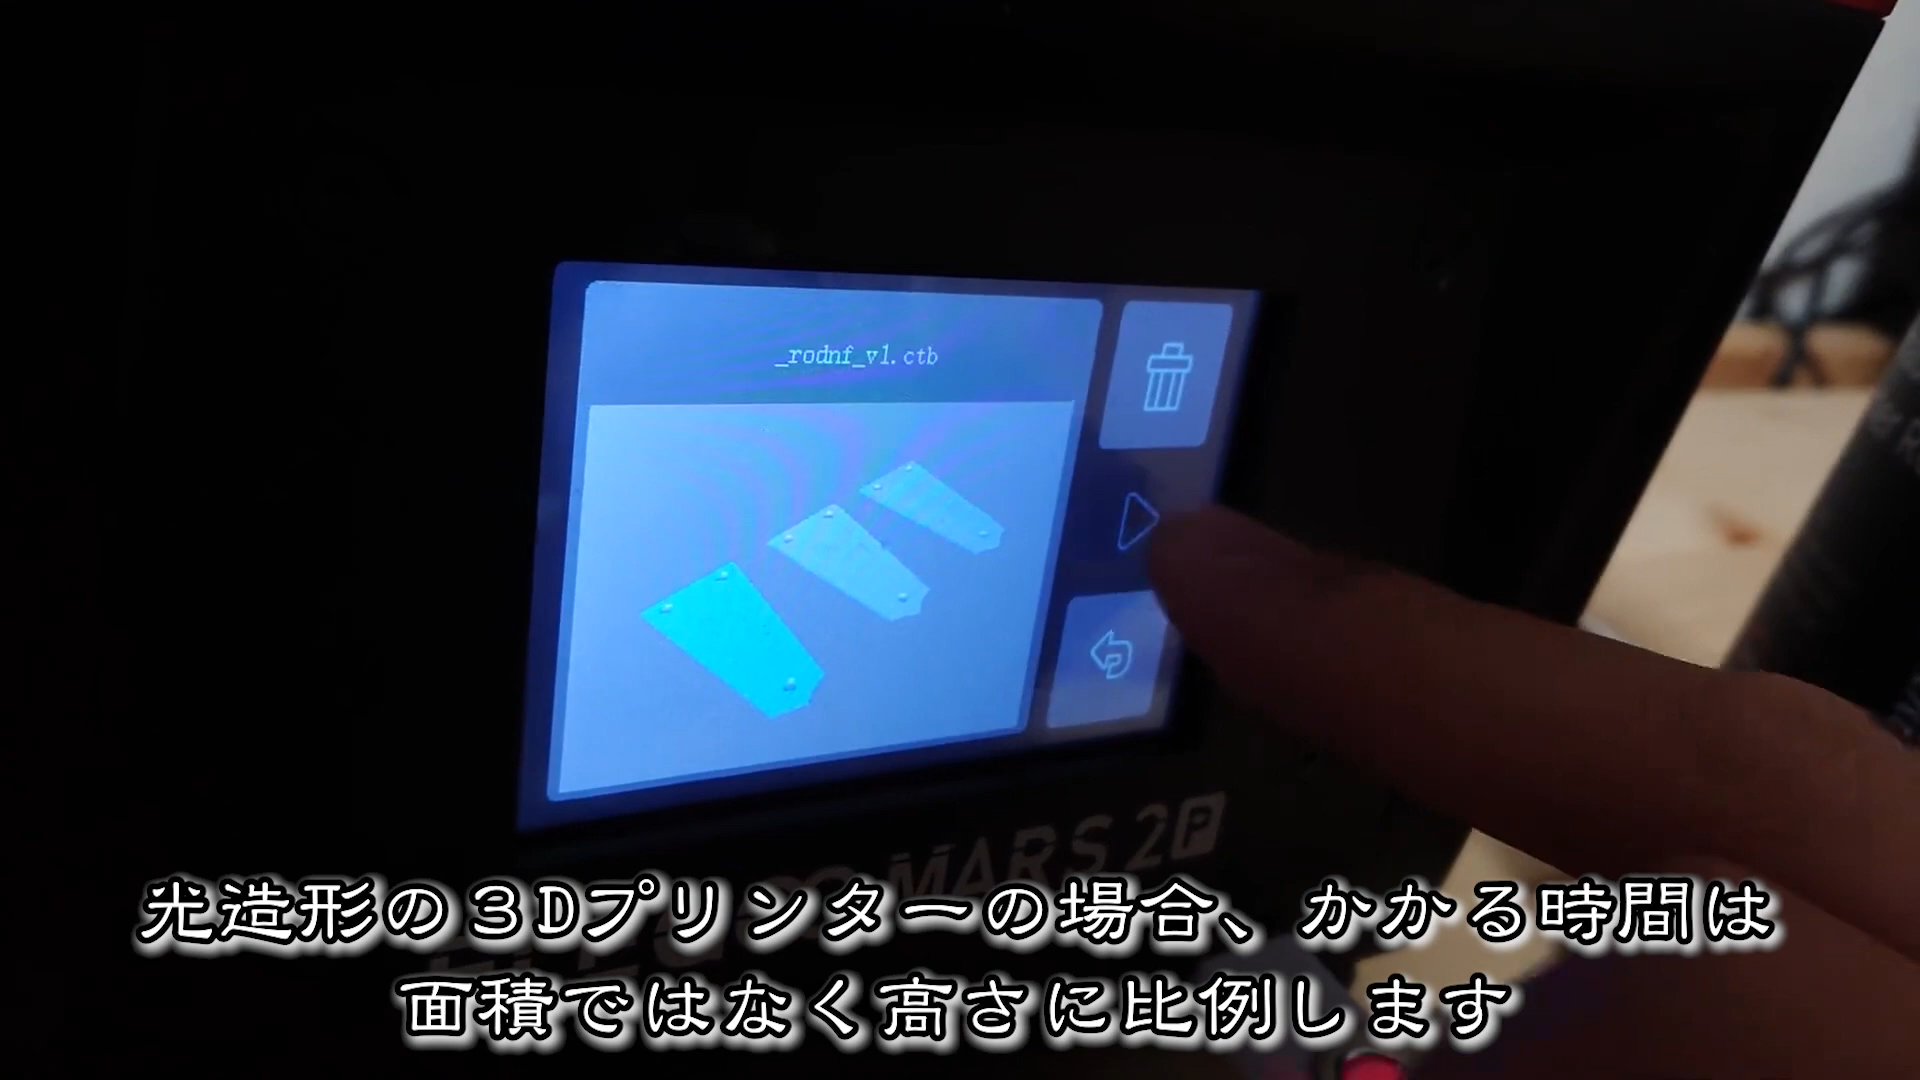 _rodnf_v1.ctb
MARS 2P
光造形の３Dプリンターの場合、かかる時間は
面積ではなく高さに比例します